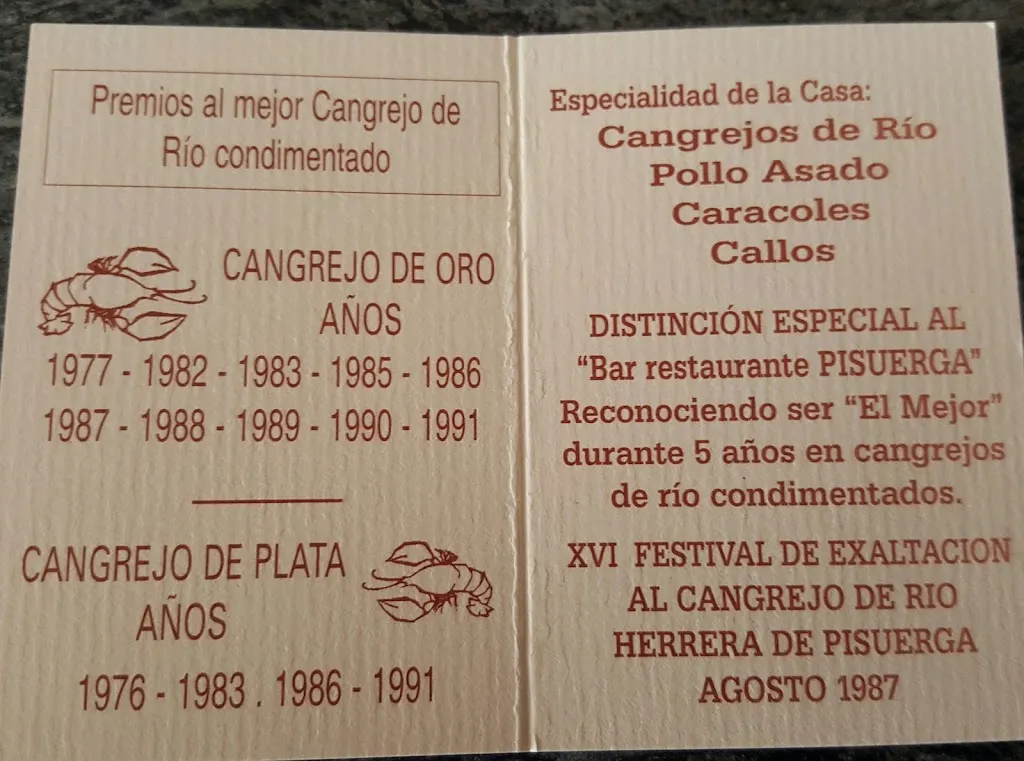 Premios al mejor Cangrejo de
Río condimentado
CANGREJO DE ORO
AÑOS
1977 - 1982 - 1983 - 1985 - 1986
1987 - 1988 - 1989 - 1990 - 1991
CANGREJO DE PLATA
AÑOS
1976 - 1983 . 1986 - 1991
Especialidad de la Casa:
Cangrejos de Río
Pollo Asado
Caracoles
Callos
DISTINCIÓN ESPECIAL AL
“Bar restaurante PISUERGA”
Reconociendo ser “El Mejor”
durante 5 años en cangrejos
de río condimentados.
XVI FESTIVAL DE EXALTACION
AL CANGREJO DE RIO
HERRERA DE PISUERGA
AGOSTO 1987